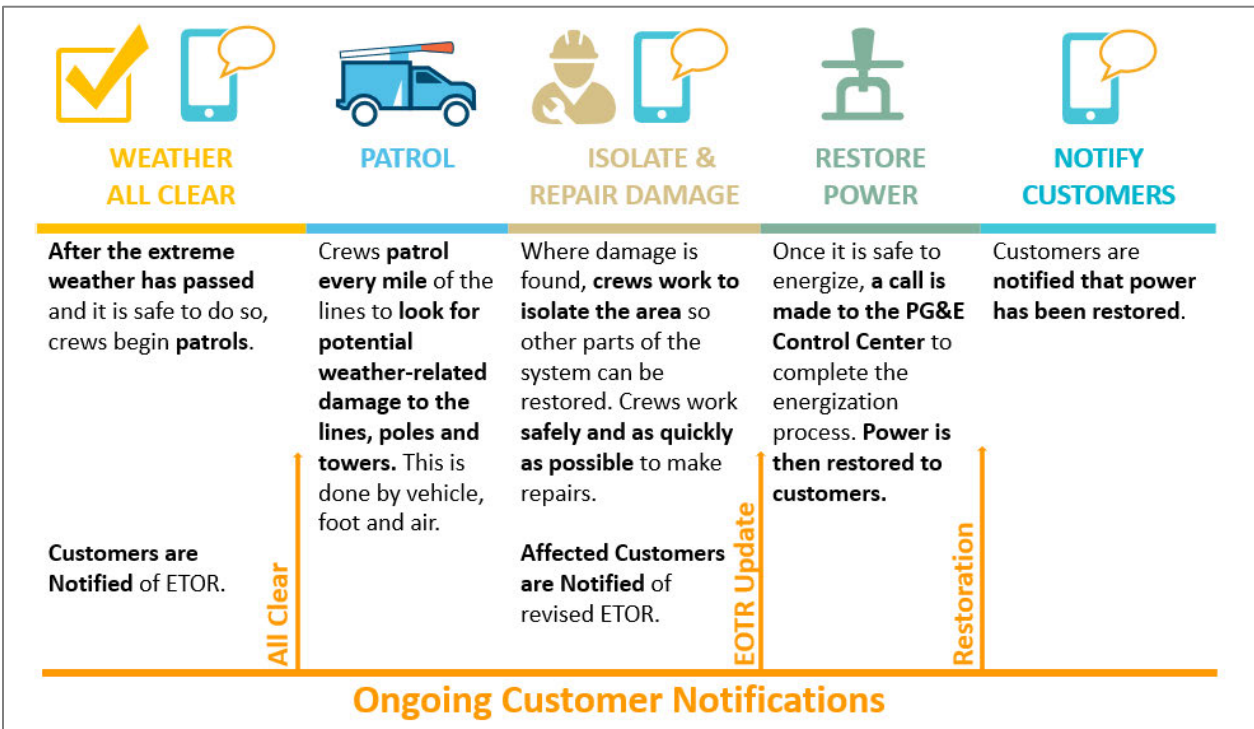 WEATHER
ALL CLEAR
After the extreme
weather has passed
and it is safe to do so,
crews begin patrols.
Customers are
Notified of ETOR.
All Clear
PATROL
Crews patrol
every mile of the
lines to look for
potential
weather-related
damage to the
lines, poles and
towers. This is
done by vehicle,
foot and air.
ISOLATE &
REPAIR DAMAGE
Where damage is
found, crews work to
isolate the area so
other parts of the
system can be
restored. Crews work
safely and as quickly
as possible to make
repairs.
Affected Customers
are Notified of
revised ETOR.
EOTR Update
RESTORE
POWER
Once it is safe to
energize, a call is
made to the PG&E
Control Center to
complete the
energization
process. Power is
then restored to
customers.
Restoration
NOTIFY
CUSTOMERS
Customers are
notified that power
has been restored.
Ongoing Customer Notifications